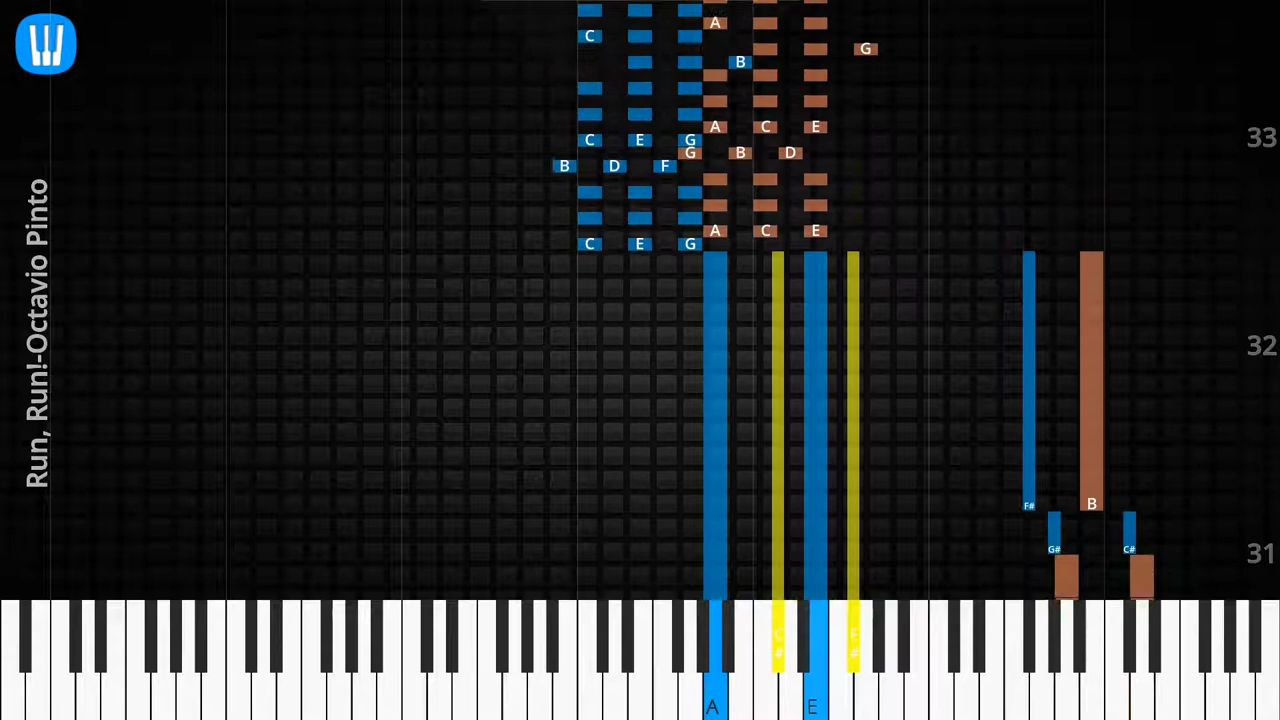 Run, Run!-Octavio Pinto
A
C
G
B
A C E
33
C E G
G B D
B D F
A C E
C E G
32
F# B
G# C#
31
C
#
F
#
A E